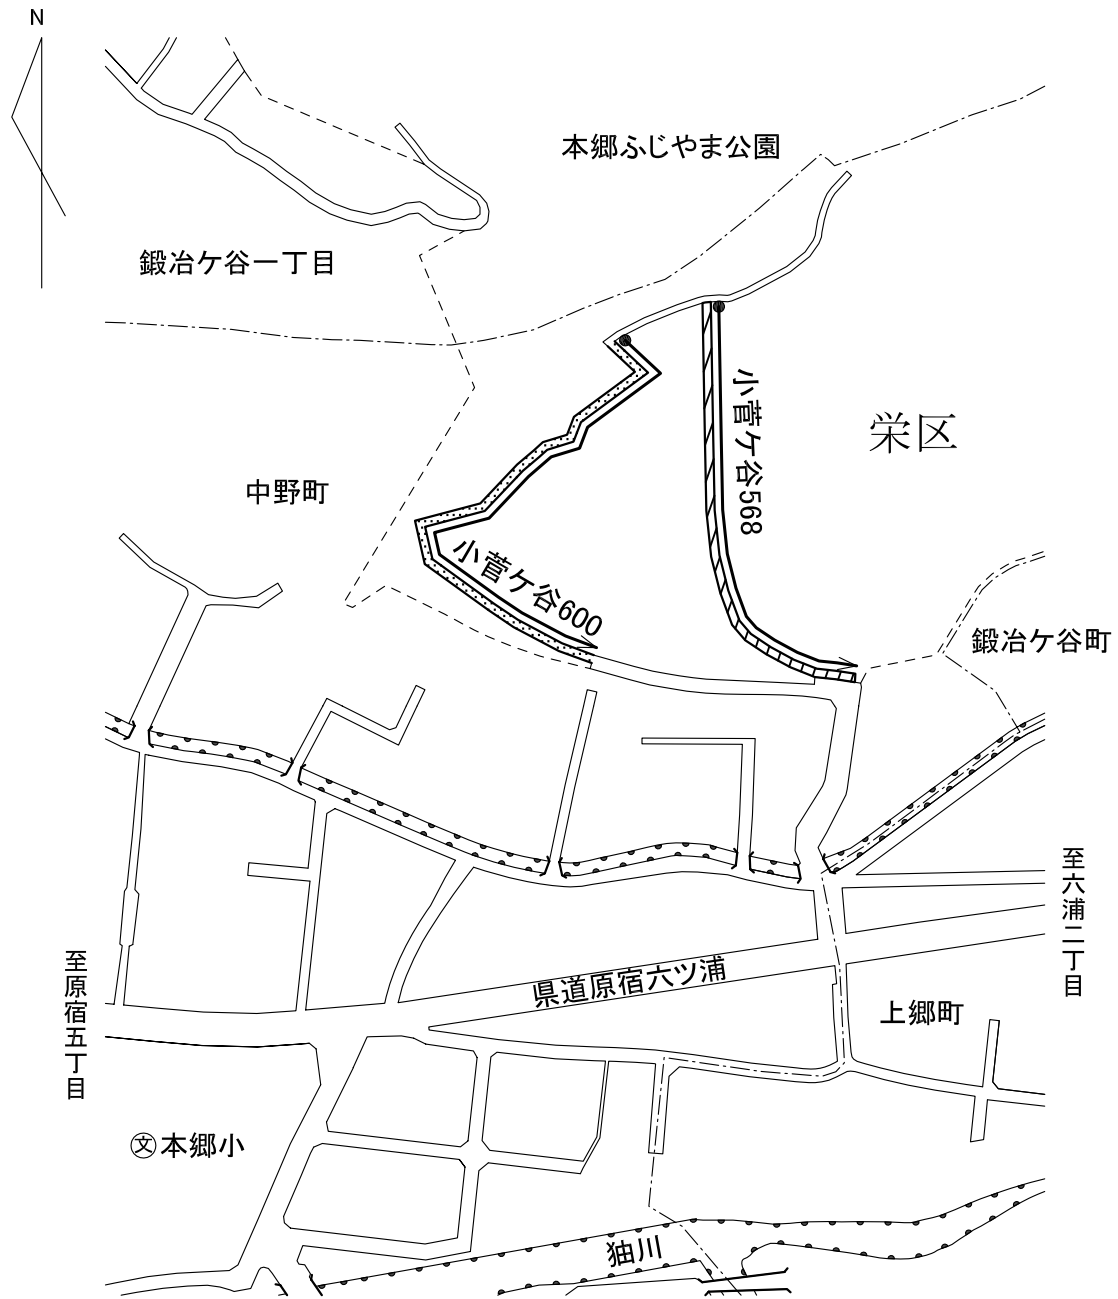 N
本郷ふじやま公園
鍛冶ケ谷一丁目
小菅ケ谷568
栄区
中野町
小菅ケ谷600
鍛冶ケ谷町
至六浦二丁目
至原宿五丁目
県道原宿六ツ浦
上郷町
文本郷小
㹨川